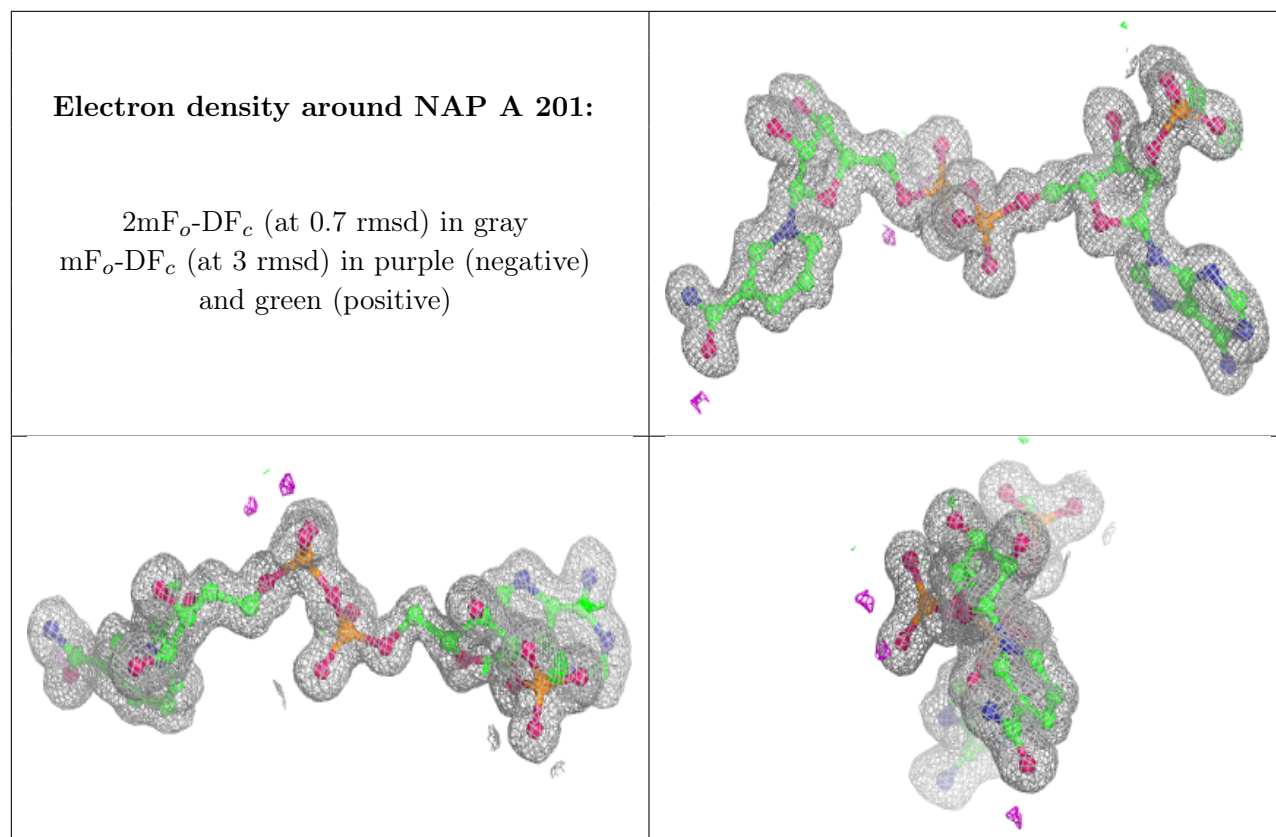 Electron density around NAP A 201:
2mFo-DFc (at 0.7 rmsd) in gray
mFo-DFc (at 3 rmsd) in purple (negative)
and green (positive)